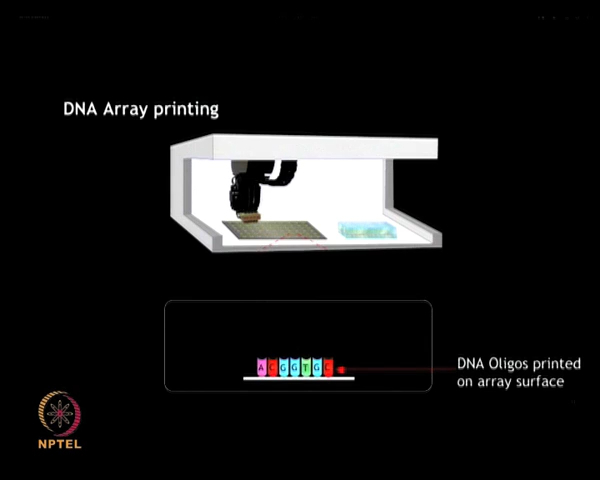 DNA Array printing
A C G G T G C
DNA Oligos printed
on array surface
NPTEL